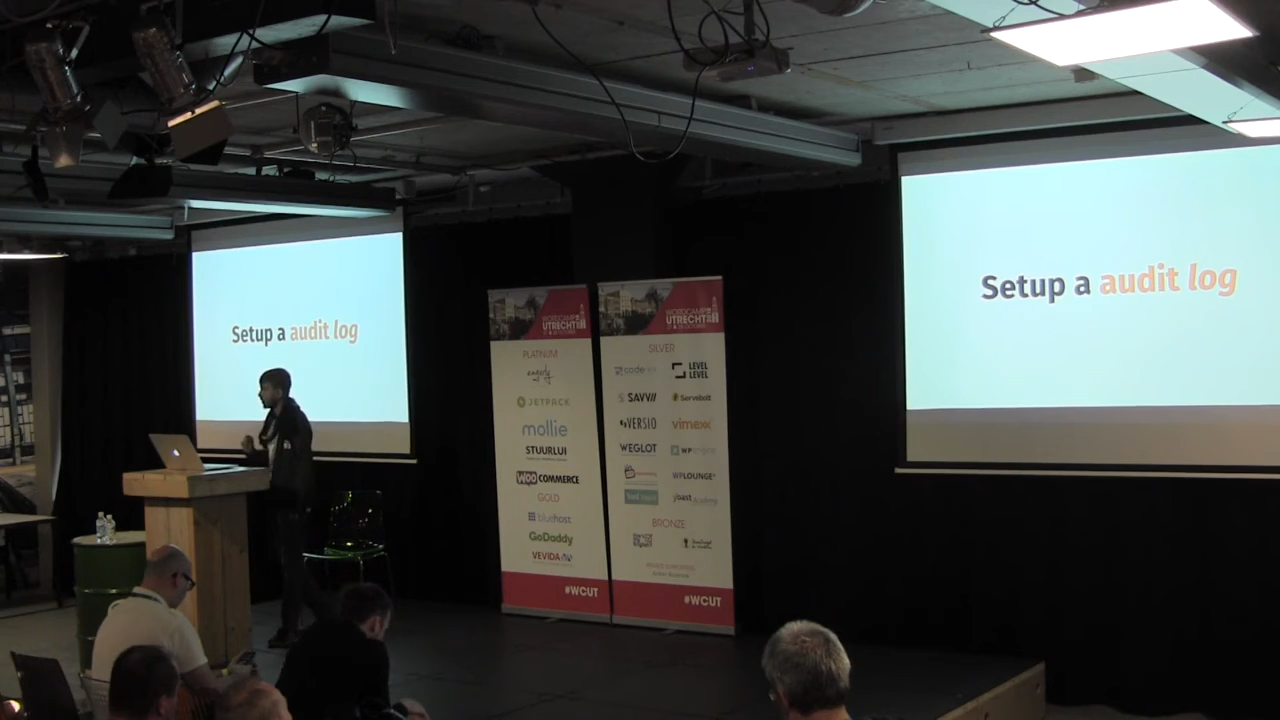 Setup a audit log
Setup a audit log
WORDCAMP
UTRECHT
PLATINUM
JETPACK
mollie
STUURLUI
WOOCOMMERCE
GOLD
bluehost
GoDaddy
VEVIDA
#WCUT
WORDCAMP
UTRECHT
SILVER
LEVEL
LEVEL
SAVVII
Servebolt
VERSIO
vimexx
WEGLOT
WP engine
WPLOUNGE
yoast Academy
BRONZE
#WCUT